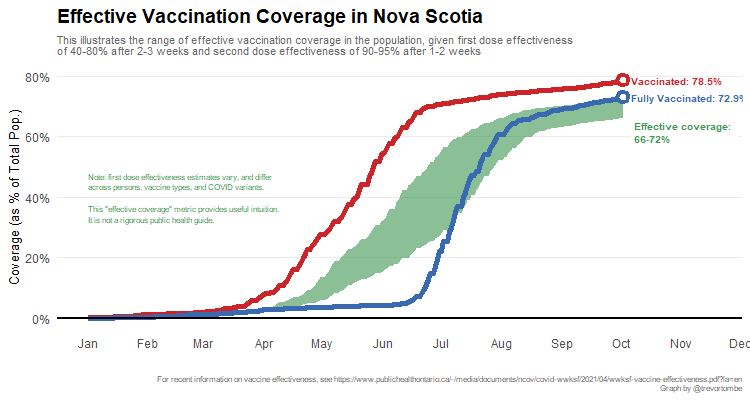 Effective Vaccination Coverage in Nova Scotia
This illustrates the range of effective vaccination coverage in the population, given first dose effectiveness
of 40-80% after 2-3 weeks and second dose effectiveness of 90-95% after 1-2 weeks
Coverage (as % of Total Pop.)
80%
60%
40%
20%
0%
Vaccinated: 78.5%
Fully Vaccinated: 72.9%
Effective coverage:
66-72%
Note: first dose effectiveness estimates vary, and differ
across persons, vaccine types, and COVID variants.
This "effective coverage" metric provides useful intuition.
It is not a rigorous public health guide.
Jan Feb Mar Apr May Jun Jul Aug Sep Oct Nov Dec
For recent information on vaccine effectiveness, see https://www.publichealthontario.ca/-/media/documents/ncov/covid-wwksf/2021/04/wwksf-vaccine-effectiveness.pdf?la=en
Graph by @trevortombe